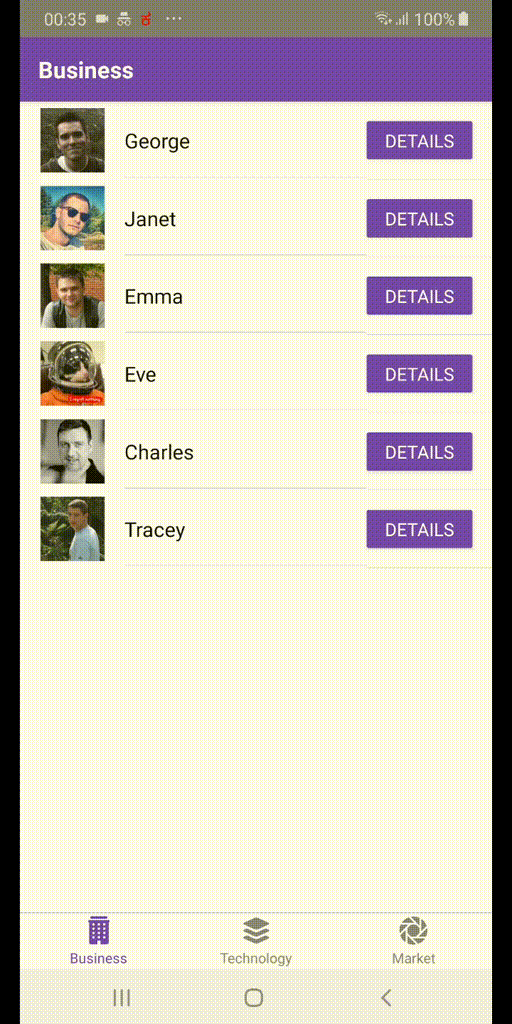 00:35 100%
Business
George DETAILS
Janet DETAILS
Emma DETAILS
Eve DETAILS
Charles DETAILS
Tracey DETAILS
Business Technology Market